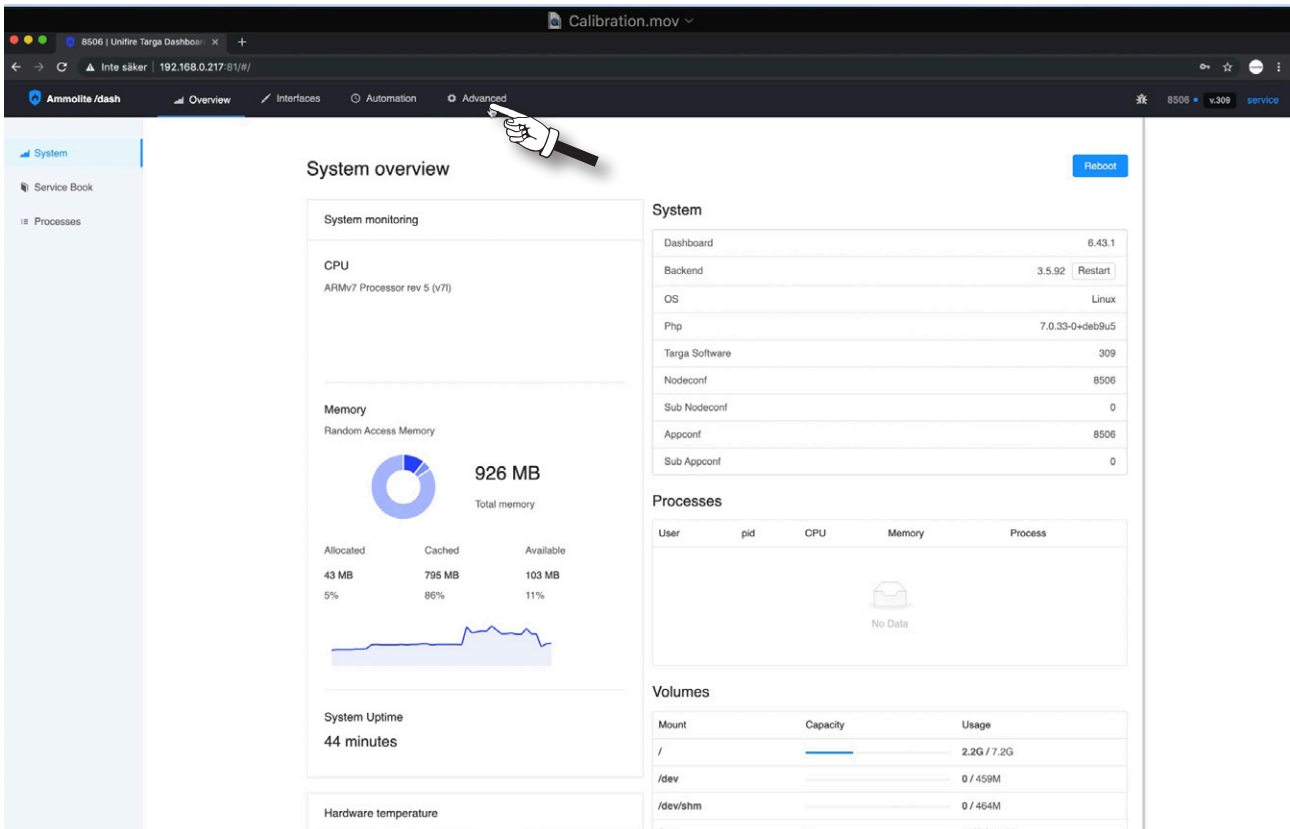 Calibration.mov
8506 | Unifire Targa Dashboar
Inte säker | 192.168.0.217:81/#/
Ammolite /dash Overview Interfaces Automation Advanced 8506 v.309 service
System
Service Book
Processes
System overview
Reboot
System monitoring
CPU
ARMv7 Processor rev 5 (v7l)
Memory
Random Access Memory
926 MB
Total memory
Allocated Cached Available
43 MB 795 MB 103 MB
5% 86% 11%
System Uptime
44 minutes
Hardware temperature
System
Dashboard 6.43.1
Backend 3.5.92 Restart
OS Linux
Php 7.0.33-0+deb9u5
Targa Software 309
Nodeconf 8506
Sub Nodeconf 0
Appconf 8506
Sub Appconf 0
Processes
User pid CPU Memory Process
No Data
Volumes
Mount Capacity Usage
/ 2.2G / 7.2G
/dev 0 / 459M
/dev/shm 0 / 464M